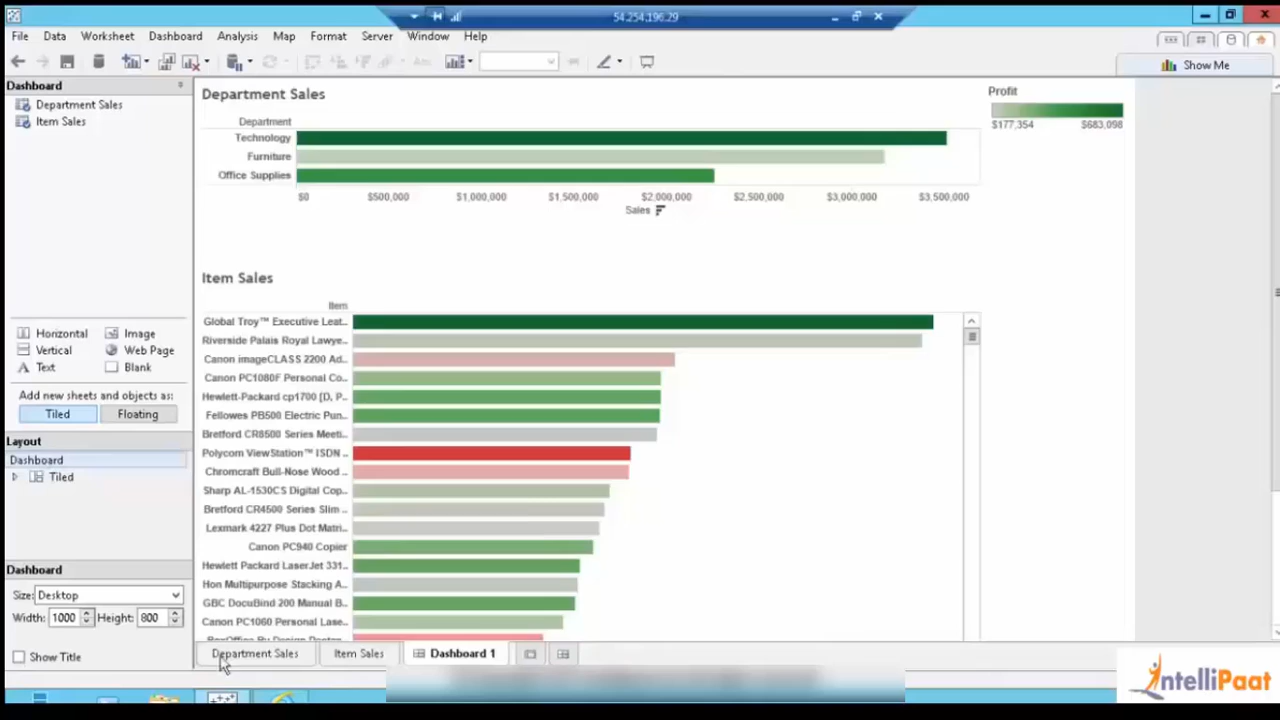 54.254.196.29
File Data Worksheet Dashboard Analysis Map Format Server Window Help
Show Me
Dashboard
Department Sales
Item Sales
Horizontal Image
Vertical Web Page
Text Blank
Add new sheets and objects as:
Tiled Floating
Layout
Dashboard
Tiled
Dashboard
Size: Desktop
Width: 1000 Height: 800
Show Title
Department Sales
Department
Technology
Furniture
Office Supplies
$0 $500,000 $1,000,000 $1,500,000 $2,000,000 $2,500,000 $3,000,000 $3,500,000
Sales
Profit
$177,354 $683,098
Item Sales
Item
Global Troy™ Executive Leat..
Riverside Palais Royal Lawye..
Canon imageCLASS 2200 Ad..
Canon PC1080F Personal Co..
Hewlett-Packard cp1700 [D, P..
Fellowes PB500 Electric Pun..
Bretford CR8500 Series Meeti..
Polycom ViewStation™ ISDN ..
Chromcraft Bull-Nose Wood ..
Sharp AL-1530CS Digital Cop..
Bretford CR4500 Series Slim ..
Lexmark 4227 Plus Dot Matri..
Canon PC940 Copier
Hewlett Packard LaserJet 331..
Hon Multipurpose Stacking A..
GBC DocuBind 200 Manual B..
Canon PC1060 Personal Lase..
Department Sales Item Sales Dashboard 1
IntelliPaat